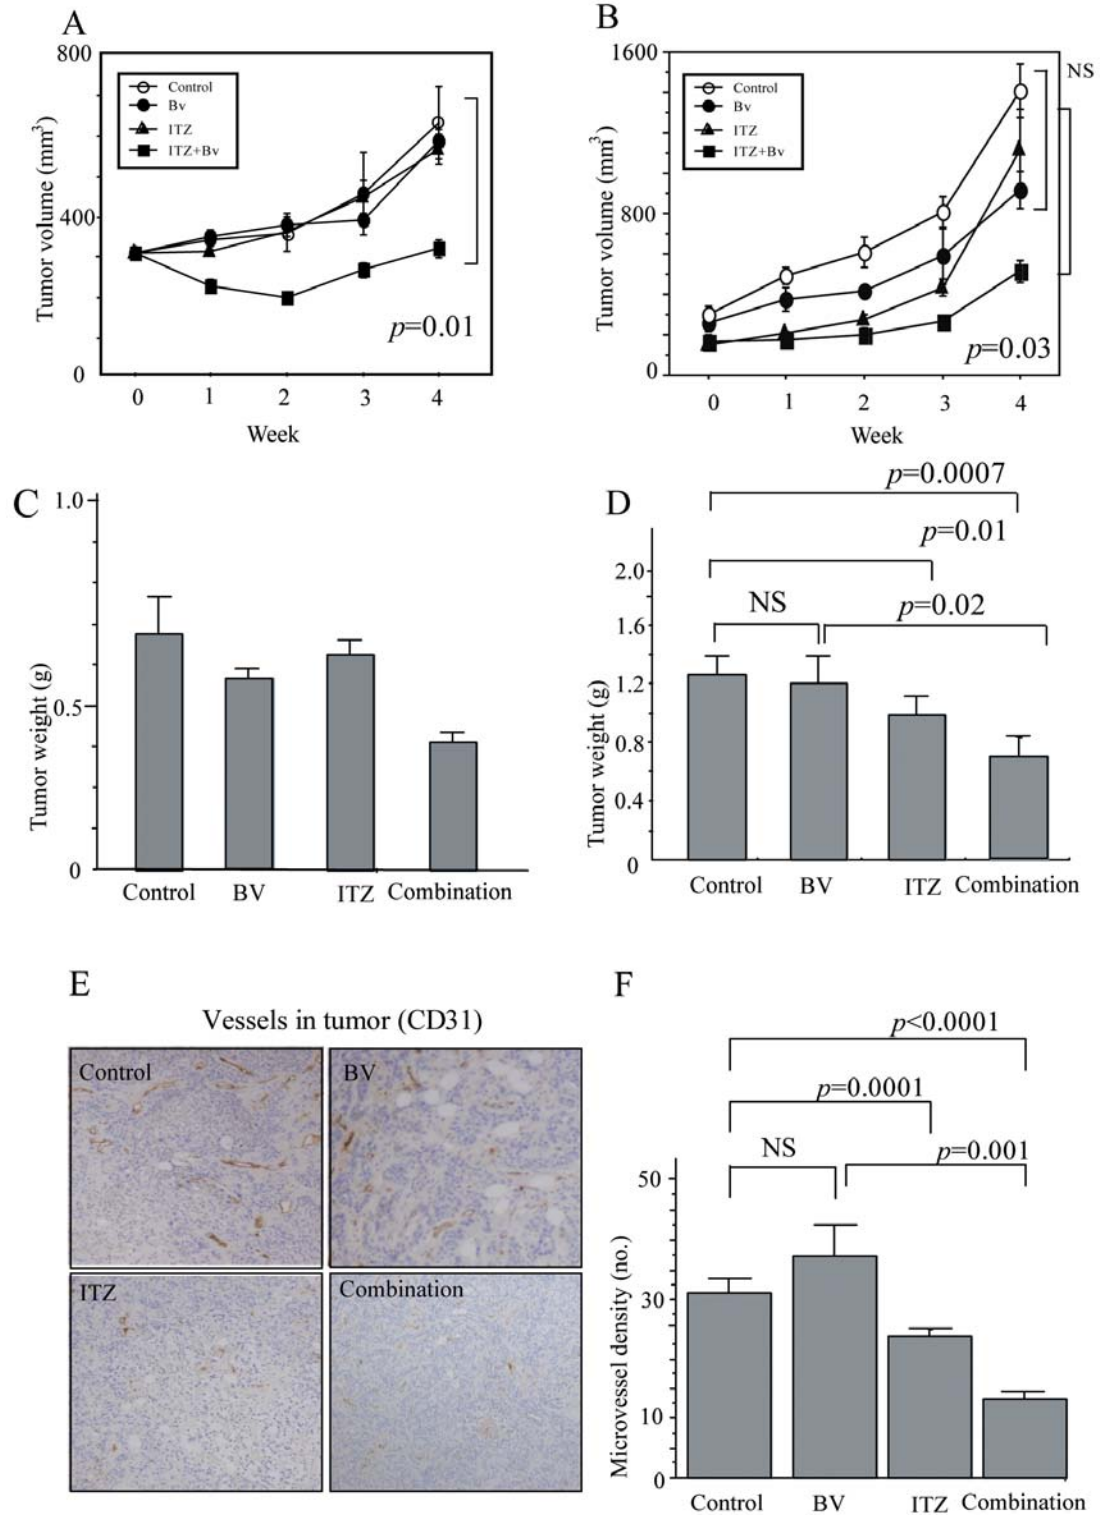 A
800
400
0
Tumor volume (mm3)
Control
Bv
ITZ
ITZ+Bv
p=0.01
0 1 2 3 4
Week
B
1600
800
0
Tumor volume (mm3)
Control
Bv
ITZ
ITZ+Bv
NS
p=0.03
0 1 2 3 4
Week
C
1.0
0.5
0
Tumor weight (g)
Control BV ITZ Combination
D
p=0.0007
p=0.01
NS
p=0.02
2.0
1.6
1.2
0.8
0.4
0
Tumor weight (g)
Control BV ITZ Combination
E
Vessels in tumor (CD31)
Control
BV
ITZ
Combination
F
p<0.0001
p=0.0001
NS
p=0.001
50
30
10
0
Microvessel density (no.)
Control BV ITZ Combination